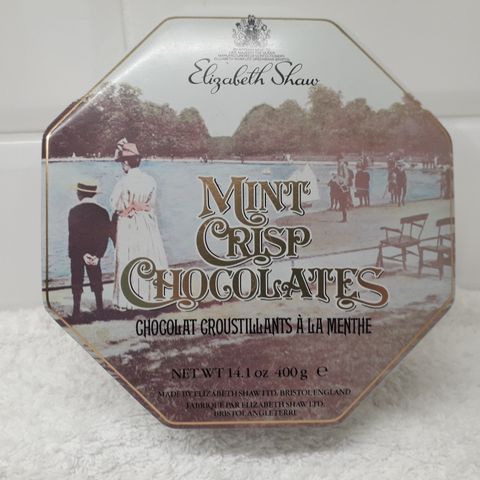 Elizabeth Shaw
MINT
CRISP
CHOCOLATES
CHOCOLAT CROUSTILLANTS À LA MENTHE
NET WT 14.1 oz 400g e
MADE BY ELIZABETH SHAW LTD. BRISTOL ENGLAND
FABRIQUE PAR ELIZABETH SHAW LTD.
BRISTOL ANGLETERRE